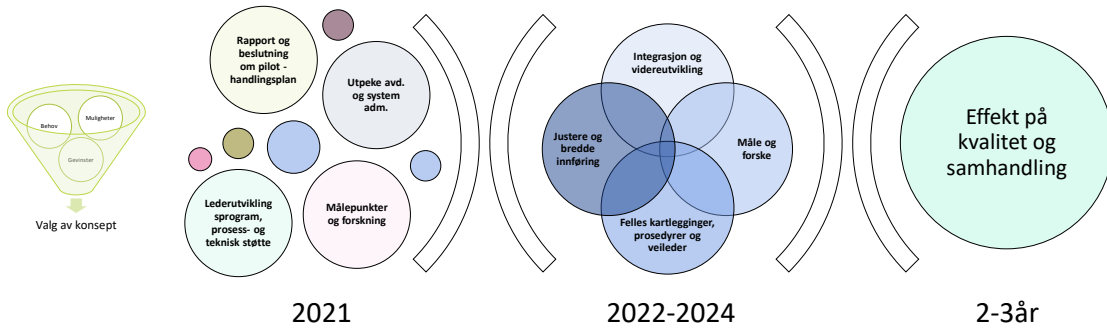 Behov
Muligheter
Gevinster
Valg av konsept
Rapport og
beslutning
om pilot -
handlingsplan
Utpeke avd.
og system
adm.
Lederutvikling
sprogram,
prosess- og
teknisk støtte
Målepunkter
og forskning
2021
Integrasjon og
videreutvikling
Justere og
bredde
innføring
Måle og
forske
Felles kartlegginger,
prosedyrer og
veileder
2022-2024
Effekt på
kvalitet og
samhandling
2-3år